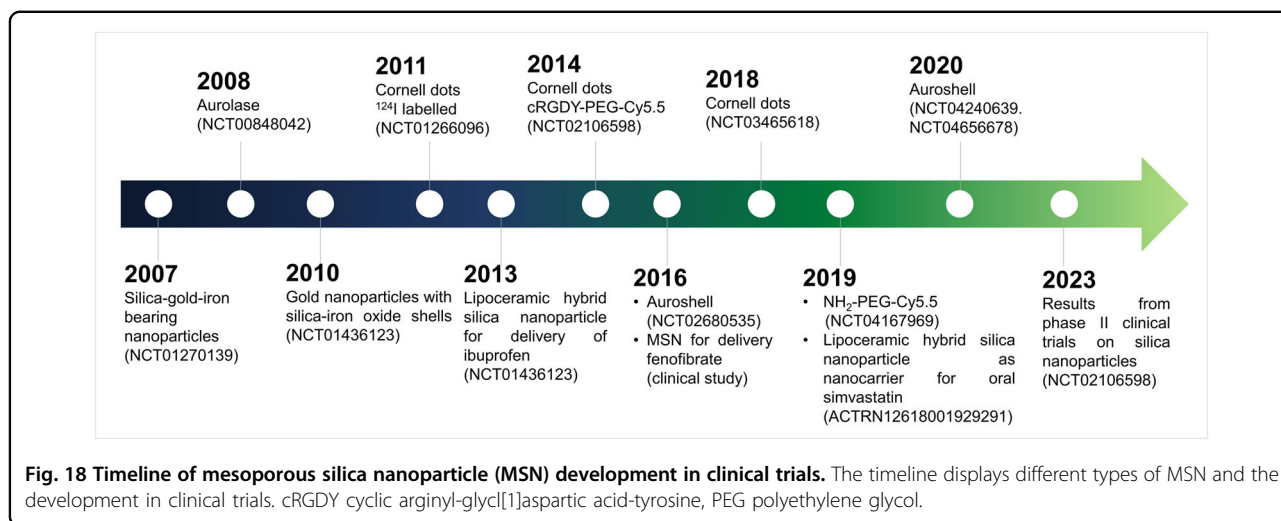 2008
Aurolase
(NCT00848042)
2011
Cornell dots
¹²⁴I labelled
(NCT01266096)
2014
Cornell dots
cRGDY-PEG-Cy5.5
(NCT02106598)
2018
Cornell dots
(NCT03465618)
2020
Auroshell
(NCT04240639.
NCT04656678)
2007
Silica-gold-iron
bearing
nanoparticles
(NCT01270139)
2010
Gold nanoparticles with
silica-iron oxide shells
(NCT01436123)
2013
Lipoceramic hybrid
silica nanoparticle
for delivery of
ibuprofen
(NCT01436123)
2016
• Auroshell
(NCT02680535)
• MSN for delivery
fenofibrate
(clinical study)
2019
• NH₂-PEG-Cy5.5
(NCT04167969)
• Lipoceramic hybrid silica
nanoparticle as
nanocarrier for oral
simvastatin
(ACTRN12618001929291)
2023
Results from
phase II clinical
trials on silica
nanoparticles
(NCT02106598)
Fig. 18 Timeline of mesoporous silica nanoparticle (MSN) development in clinical trials. The timeline displays different types of MSN and the
development in clinical trials. cRGDY cyclic arginyl-glycl[1]aspartic acid-tyrosine, PEG polyethylene glycol.